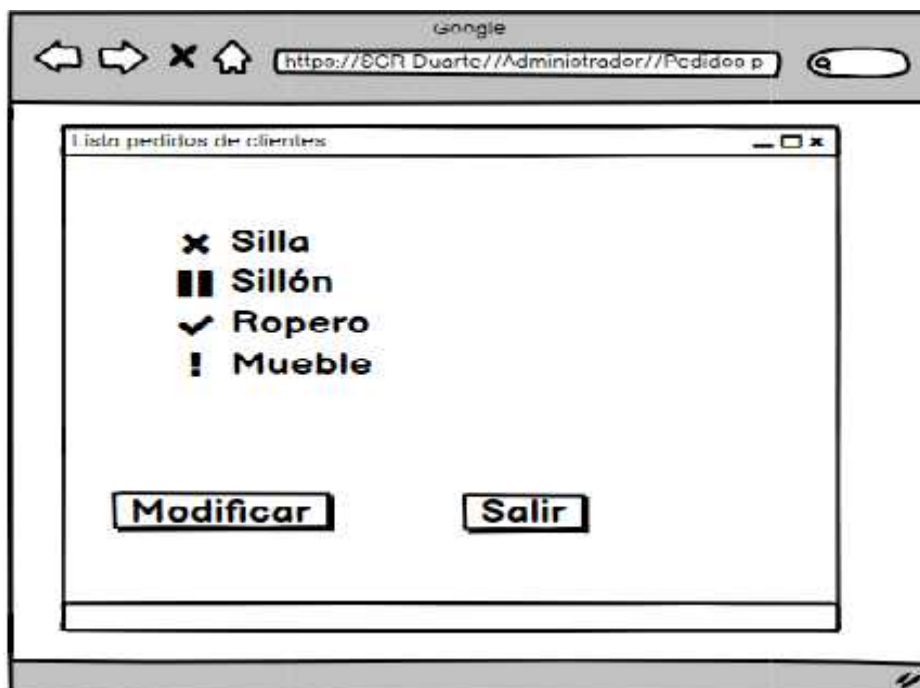 Google
https://SCR Duarte//Administrador//Pedidos p
Lista pedidos de clientes
Silla
Sillón
Ropero
! Mueble
Modificar
Salir